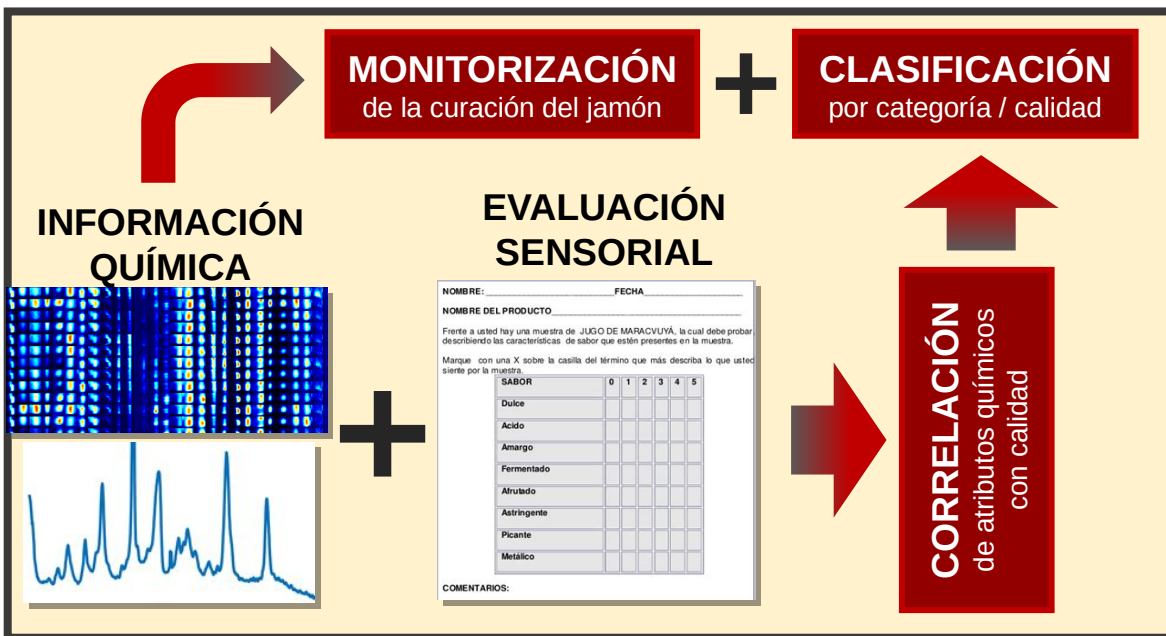 MONITORIZACIÓN
de la curación del jamón
CLASIFICACIÓN
por categoría / calidad
INFORMACIÓN
QUÍMICA
EVALUACIÓN
SENSORIAL
NOMBRE: ______________________________FECHA______________________
NOMBRE DEL PRODUCTO__________________________________________
Frente a usted hay una muestra de JUGO DE MARACVUYÁ, la cual debe probar
describiendo las características de sabor que estén presentes en la muestra.
Marque con una X sobre la casilla del término que más describa lo que usted
siente por la muestra.
SABOR 0 1 2 3 4 5
Dulce
Acido
Amargo
Fermentado
Afrutado
Astringente
Picante
Metálico
COMENTARIOS:
CORRELACIÓN
de atributos químicos
con calidad